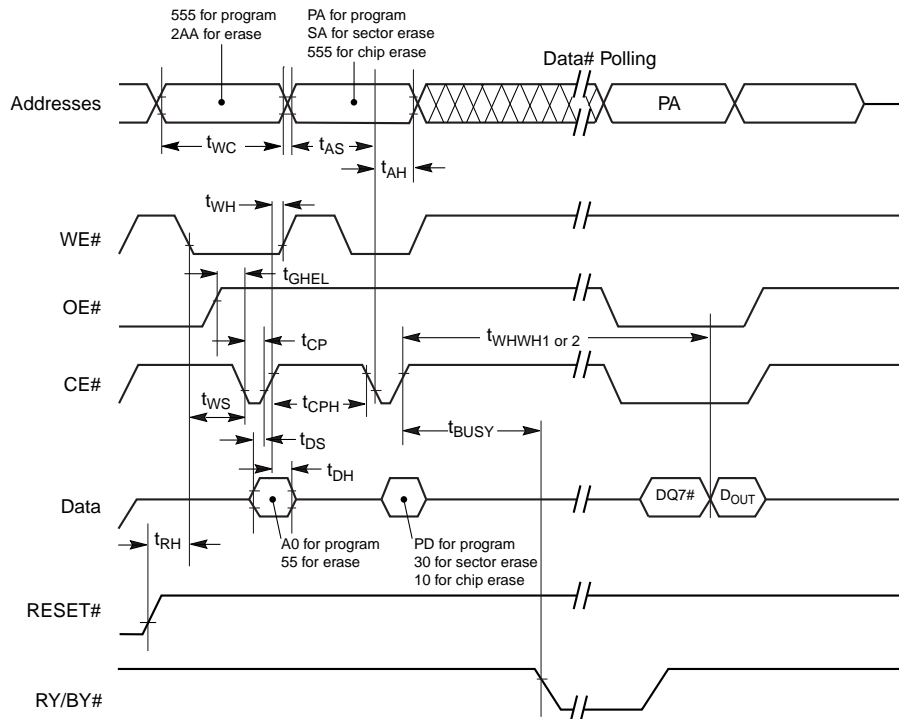 555 for program
2AA for erase
PA for program
SA for sector erase
555 for chip erase
Data# Polling
Addresses
PA
tWC
tAS
tAH
tWH
WE#
tGHEL
OE#
tWHWH1 or 2
tCP
CE#
tWS
tCPH
tBUSY
tDS
tDH
Data
DQ7#
DOUT
tRH
A0 for program
55 for erase
PD for program
30 for sector erase
10 for chip erase
RESET#
RY/BY#